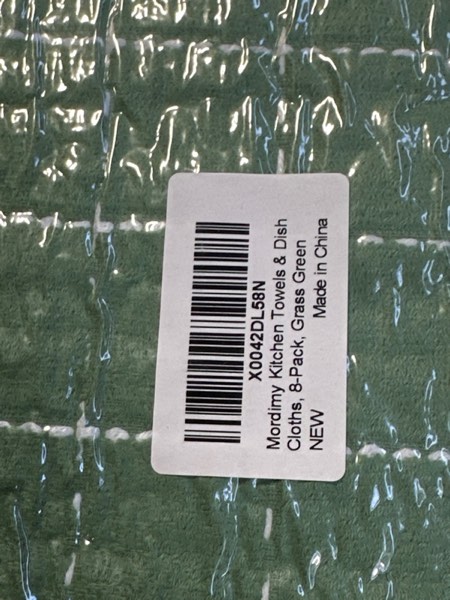 X0042DL58N
Mordimy Kitchen Towels & Dish
Cloths, 8-Pack, Grass Green
NEW Made in China